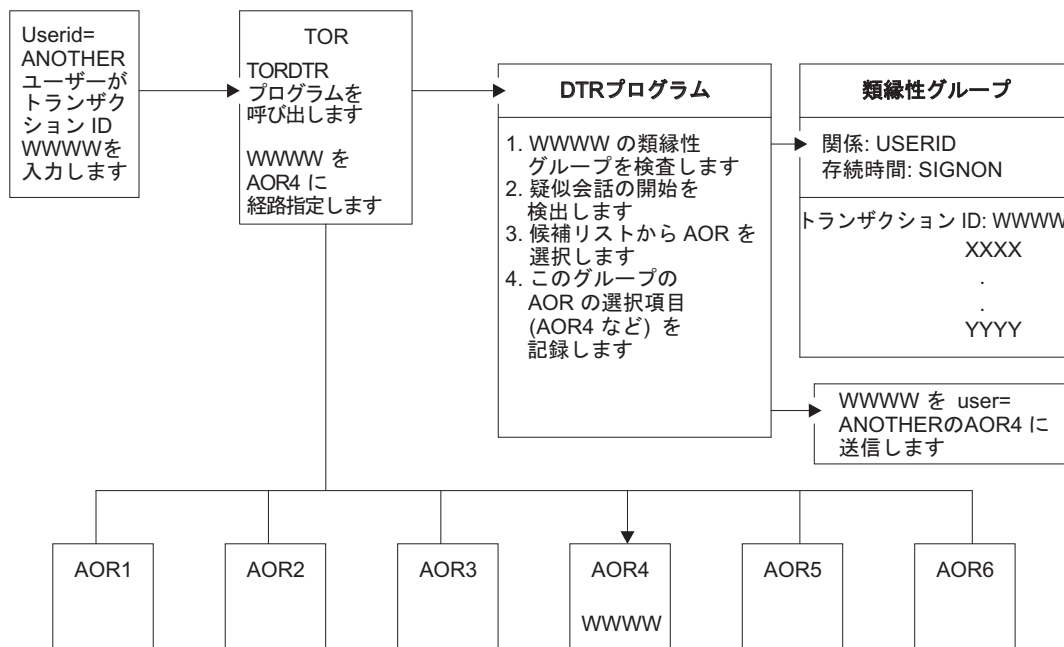 Userid=
ANOTHER
ユーザーが
トランザク
ション ID
WWWWを
入力します
TOR
TORDTR
プログラムを
呼び出します
WWWW を
AOR4 に
経路指定します
DTRプログラム
1. WWWW の類縁性
グループを検査します
2. 疑似会話の開始を
検出します
3. 候補リストから AOR を
選択します
4. このグループの
AOR の選択項目
(AOR4 など) を
記録します
類縁性グループ
関係: USERID
存続時間: SIGNON
トランザクション ID: WWWW
XXXX
.
.
YYYY
WWWW を user=
ANOTHERのAOR4 に
送信します
AOR1
AOR2
AOR3
AOR4
WWWW
AOR5
AOR6